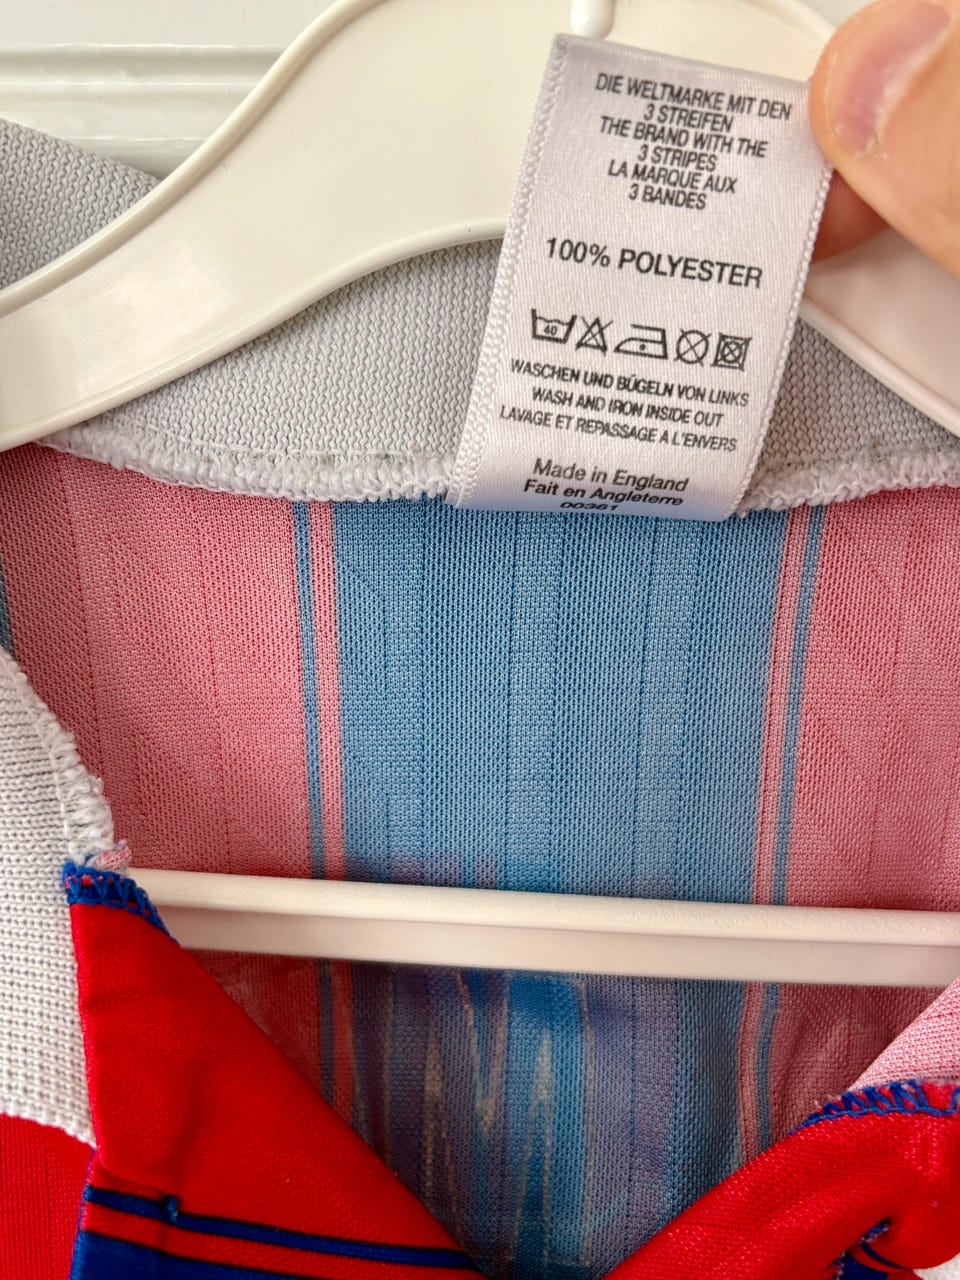 DIE WELTMARKE MIT DEN
3 STREIFEN
THE BRAND WITH THE
3 STRIPES
LA MARQUE AUX
3 BANDES
100% POLYESTER
40
WASCHEN UND BÜGELN VON LINKS
WASH AND IRON INSIDE OUT
LAVAGE ET REPASSAGE A L'ENVERS
Made in England
Fait en Angleterre
00361